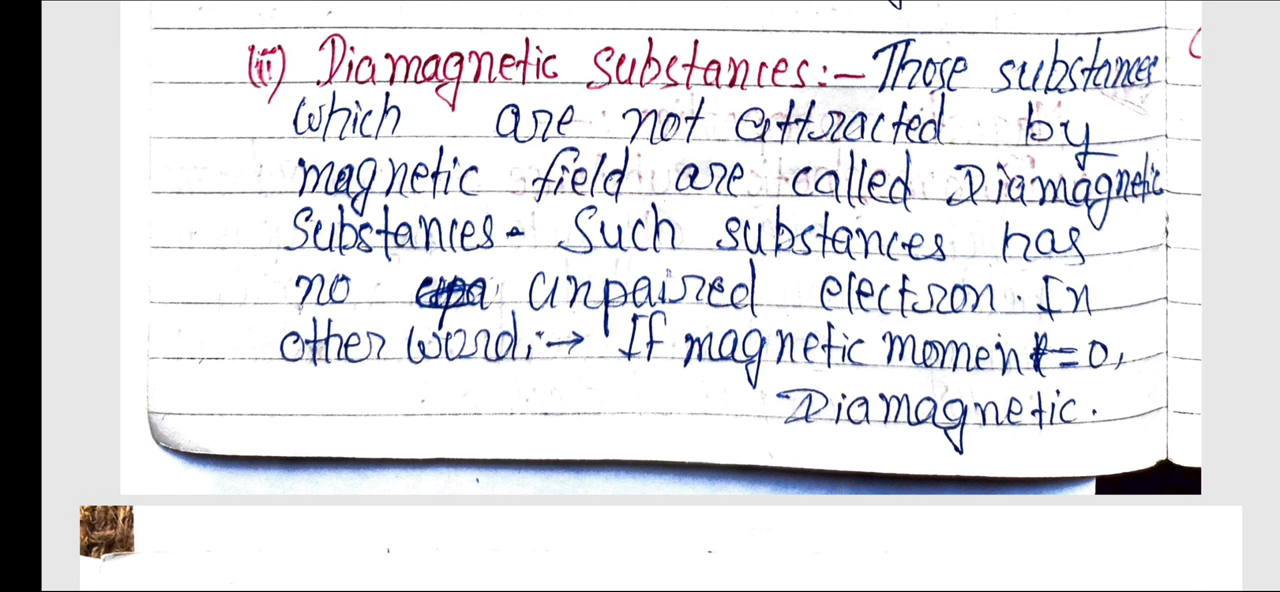 (ii) Diamagnetic Substances:- Those substances
which are not attracted by
magnetic field are called Diamagnetic
Substances. Such substances has
no unpaired electron. In
other word, :→ If magnetic moment=0,
Diamagnetic.